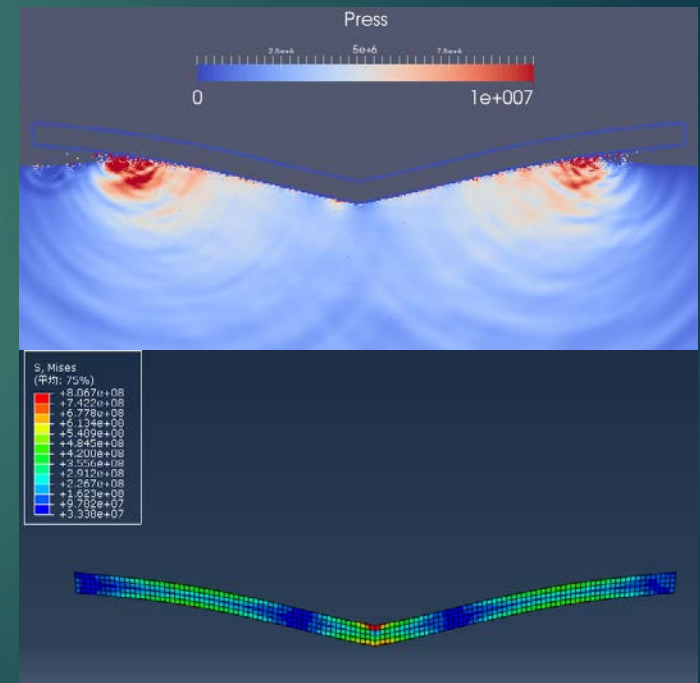 Press
2.5e+6 5e+6 7.5e+6
0 1e+007
S, Mises
(平均: 75%)
+8.067e+08
+7.422e+08
+6.778e+08
+6.134e+08
+5.489e+08
+4.845e+08
+4.200e+08
+3.556e+08
+2.912e+08
+2.267e+08
+1.623e+08
+9.782e+07
+3.338e+07